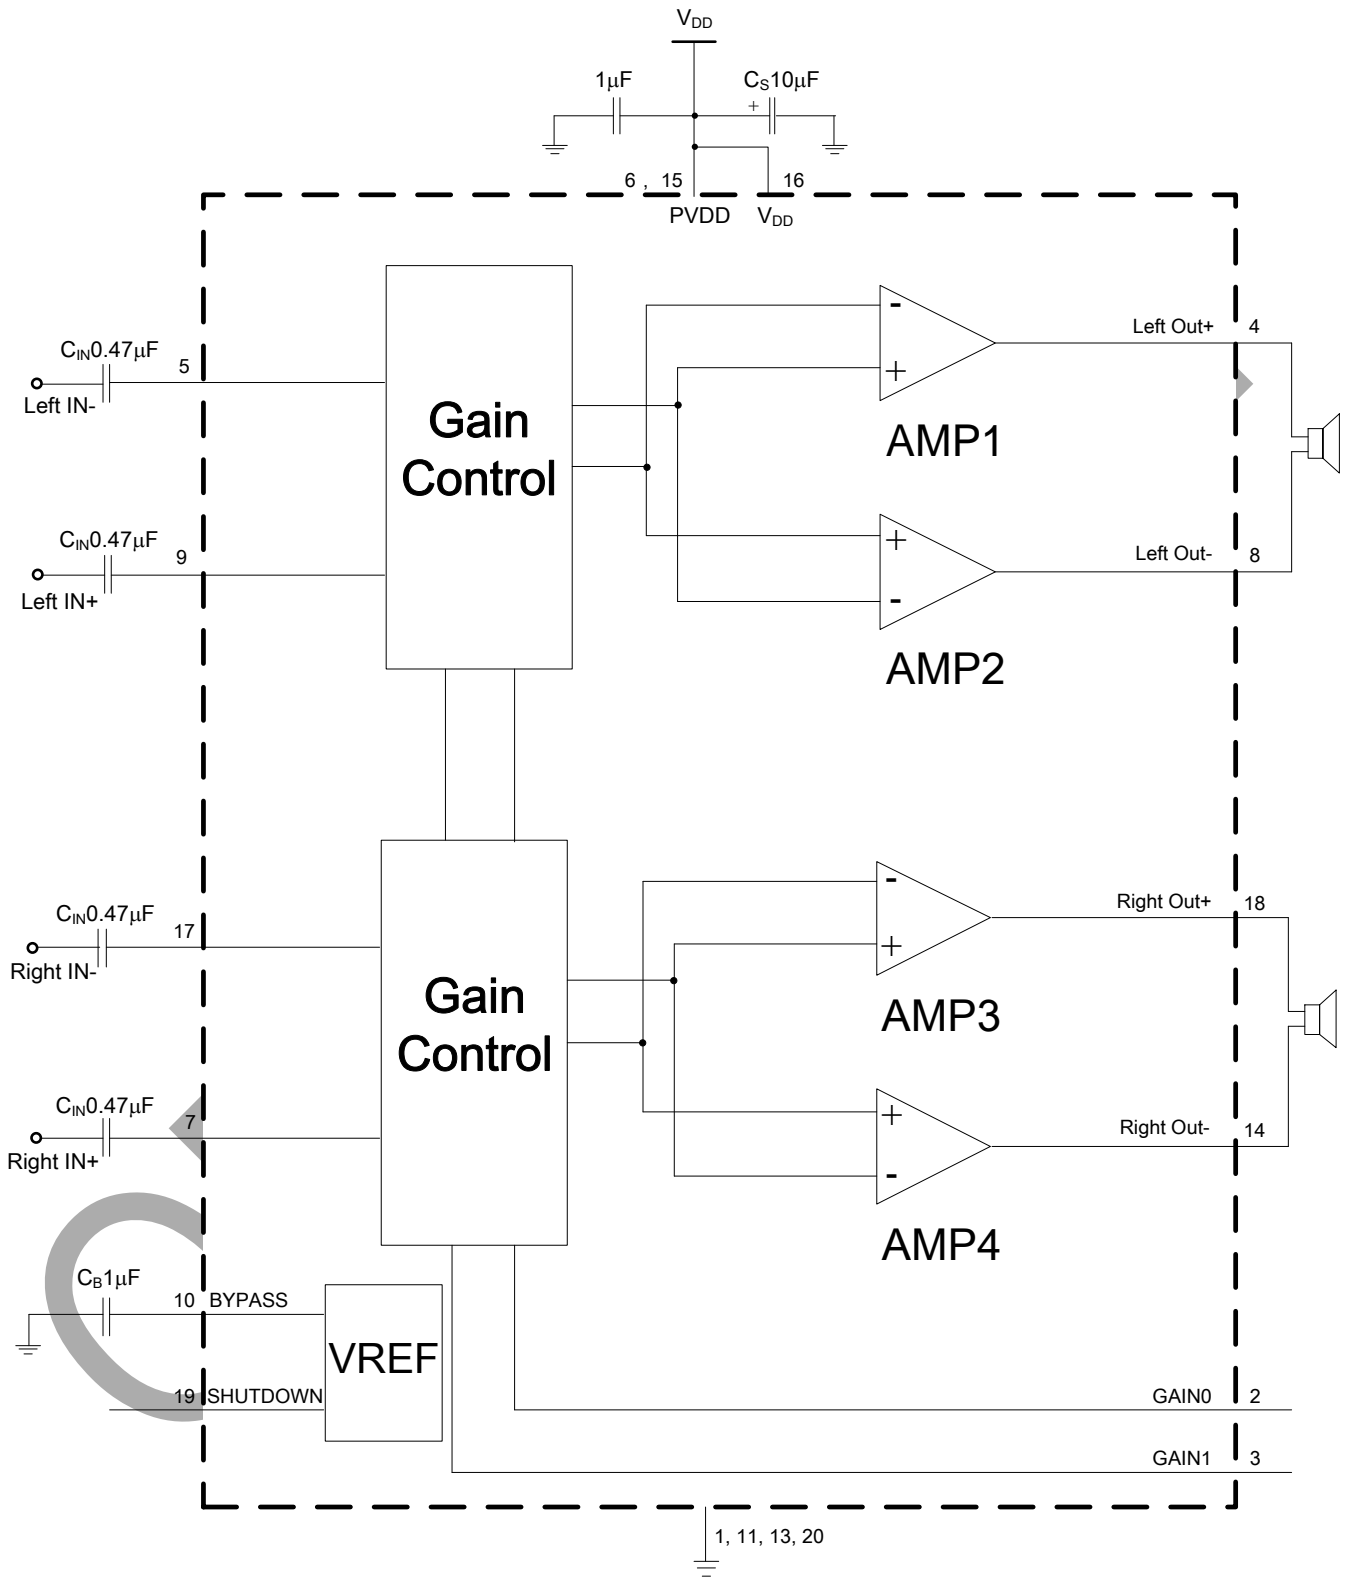 VDD
1μF
CS10μF
+
6 , 15
16
PVDD
VDD
CIN0.47μF
5
Left IN-
Gain
Control
-
+
AMP1
Left Out+
4
CIN0.47μF
9
Left IN+
+
-
AMP2
Left Out-
8
CIN0.47μF
17
Right IN-
Gain
Control
-
+
AMP3
Right Out+
18
CIN0.47μF
7
Right IN+
+
-
AMP4
Right Out-
14
CB1μF
10
BYPASS
VREF
19
SHUTDOWN
GAIN0
2
GAIN1
3
1, 11, 13, 20